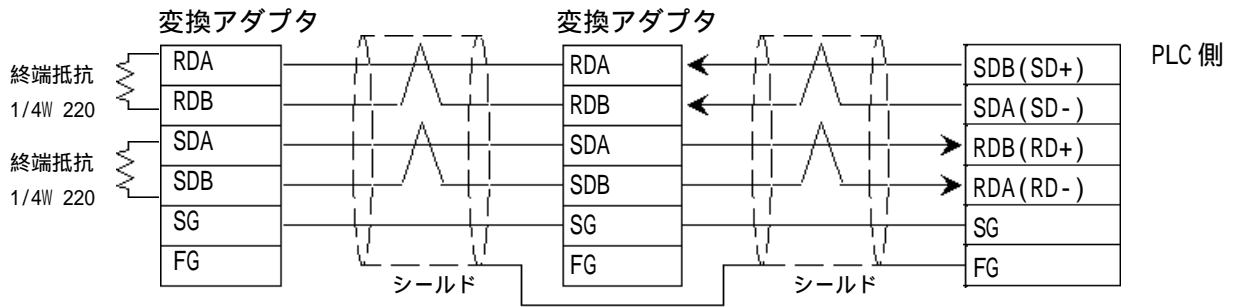 変換アダプタ
変換アダプタ
PLC 側
終端抵抗
1/4W 220
終端抵抗
1/4W 220
RDA
RDB
SDA
SDB
SG
FG
シールド
RDA
RDB
SDA
SDB
SG
FG
シールド
SDB(SD+)
SDA(SD-)
RDB(RD+)
RDA(RD-)
SG
FG